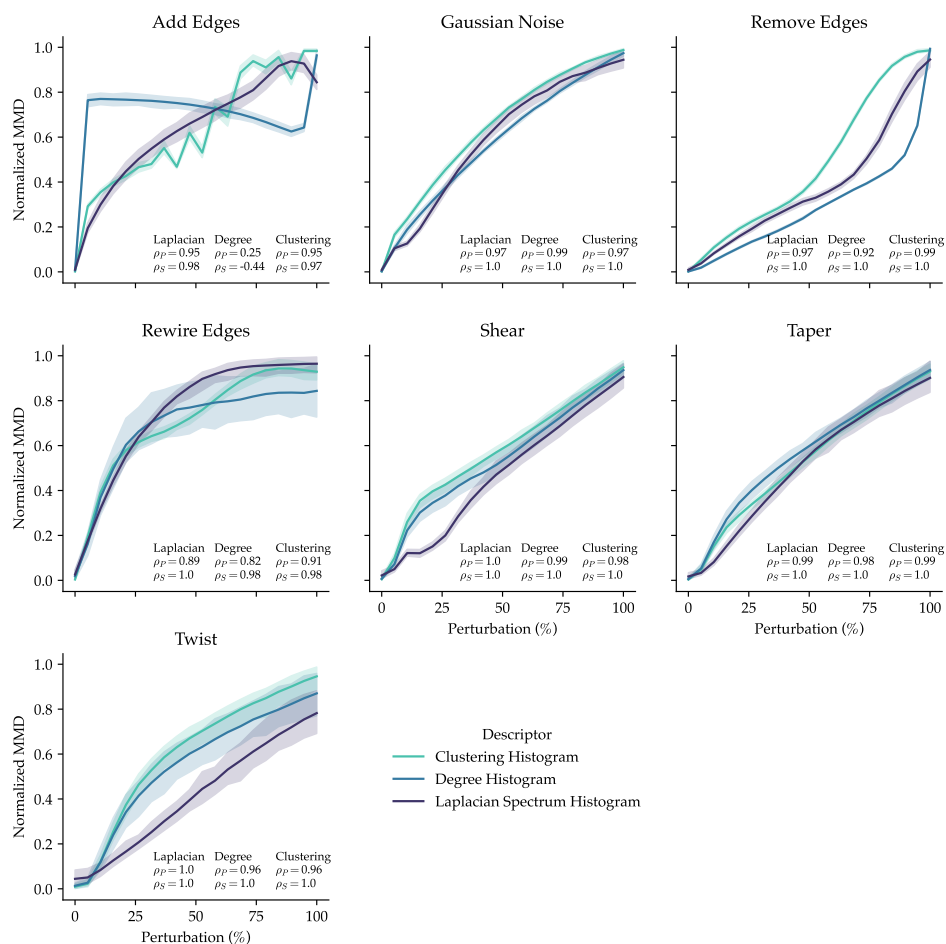 Add Edges
Normalized MMD
1.0
0.8
0.6
0.4
0.2
0.0
Laplacian Degree Clustering
ρP = 0.95 ρP = 0.25 ρP = 0.95
ρS = 0.98 ρS = -0.44 ρS = 0.97
Gaussian Noise
Laplacian Degree Clustering
ρP = 0.97 ρP = 0.99 ρP = 0.97
ρS = 1.0 ρS = 1.0 ρS = 1.0
Remove Edges
Laplacian Degree Clustering
ρP = 0.97 ρP = 0.92 ρP = 0.99
ρS = 1.0 ρS = 1.0 ρS = 1.0
Rewire Edges
Normalized MMD
1.0
0.8
0.6
0.4
0.2
0.0
Laplacian Degree Clustering
ρP = 0.89 ρP = 0.82 ρP = 0.91
ρS = 1.0 ρS = 0.98 ρS = 0.98
Shear
Laplacian Degree Clustering
ρP = 1.0 ρP = 0.99 ρP = 0.98
ρS = 1.0 ρS = 1.0 ρS = 1.0
0 25 50 75 100
Perturbation (%)
Taper
Laplacian Degree Clustering
ρP = 0.99 ρP = 0.98 ρP = 0.99
ρS = 1.0 ρS = 1.0 ρS = 1.0
0 25 50 75 100
Perturbation (%)
Twist
Normalized MMD
1.0
0.8
0.6
0.4
0.2
0.0
Laplacian Degree Clustering
ρP = 1.0 ρP = 0.96 ρP = 0.96
ρS = 1.0 ρS = 1.0 ρS = 1.0
0 25 50 75 100
Perturbation (%)
Descriptor
Clustering Histogram
Degree Histogram
Laplacian Spectrum Histogram